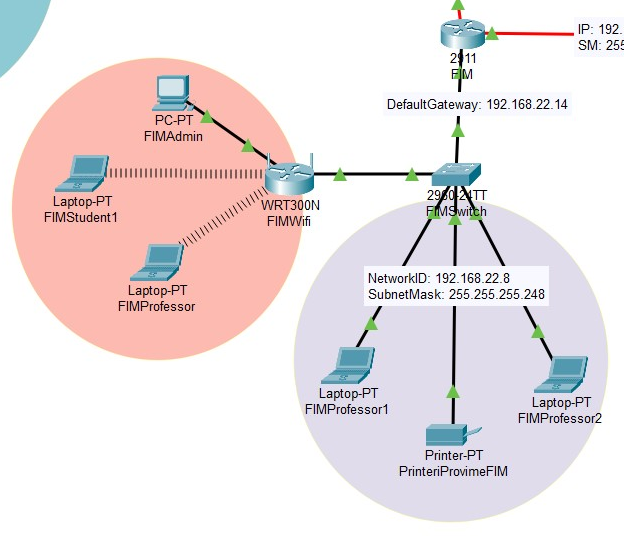 IP: 192.
SM: 255
2911
FIM
DefaultGateway: 192.168.22.14
PC-PT
FIMAdmin
Laptop-PT
FIMStudent1
WRT300N
FIMWifi
2960-24TT
FIMSwitch
Laptop-PT
FIMProfessor
NetworkID: 192.168.22.8
SubnetMask: 255.255.255.248
Laptop-PT
FIMProfessor1
Laptop-PT
FIMProfessor2
Printer-PT
PrinteriProvimeFIM